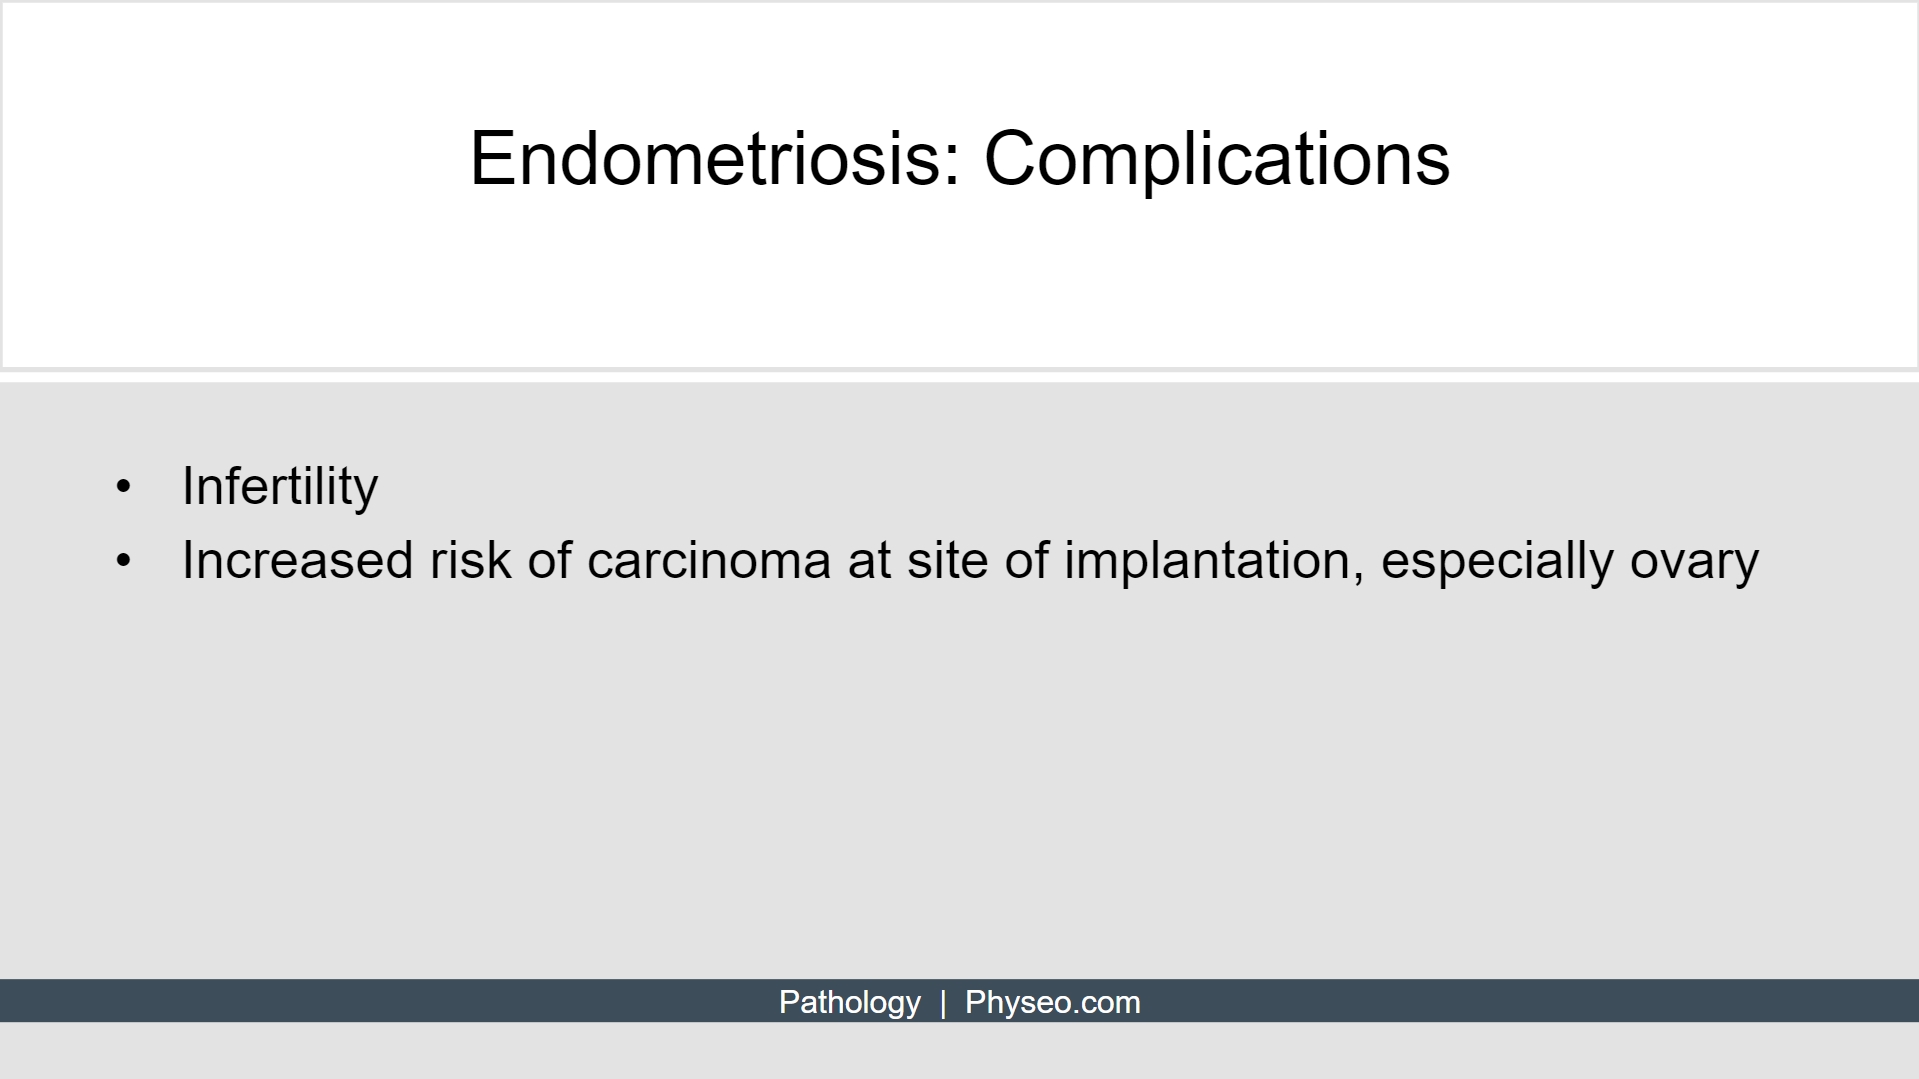 Endometriosis: Complications
• Infertility
• Increased risk of carcinoma at site of implantation, especially ovary
Pathology | Physeo.com